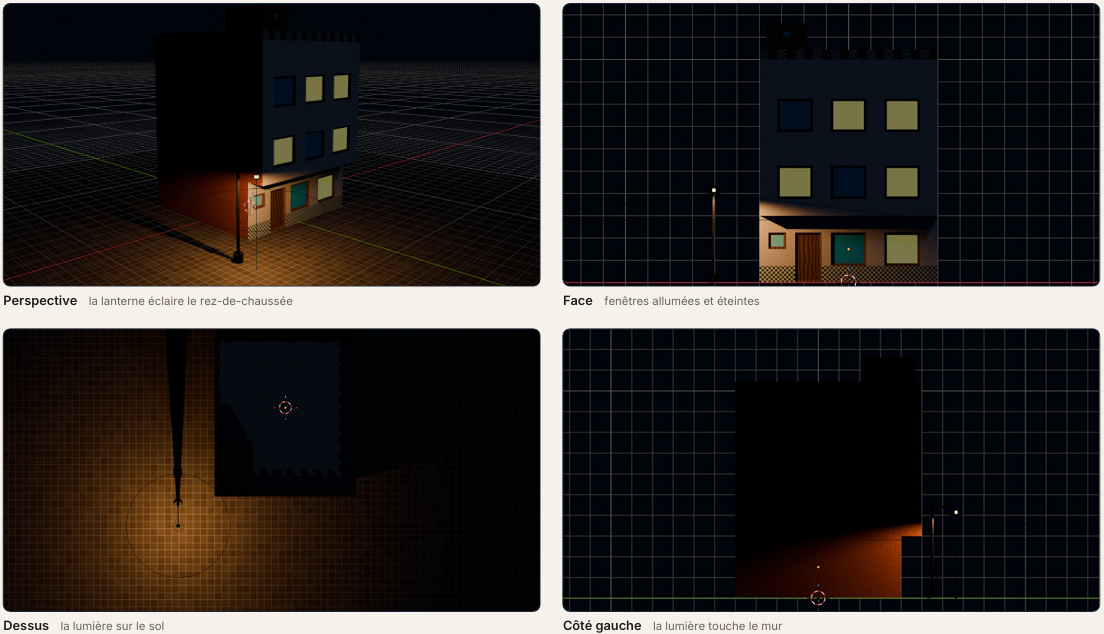 Perspective la lanterne éclaire le rez-de-chaussée
Face fenêtres allumées et éteintes
Dessus la lumière sur le sol
Côté gauche la lumière touche le mur